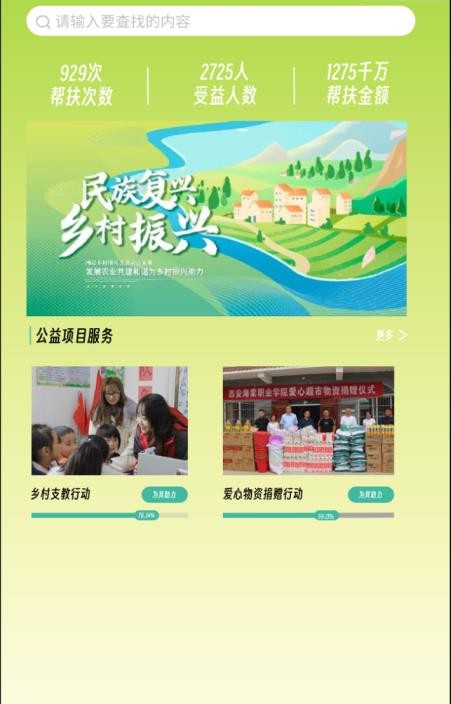 请输入要查找的内容
929次
帮扶次数
2725人
受益人数
1275千万
帮扶金额
民族复兴
乡村振兴
发展农业共建和谐为乡村振兴助力
公益项目服务
更多
西安海棠职业学院爱心超市物资捐赠仪式
乡村支教行动
为其助力
爱心物资捐赠行动
为其助力